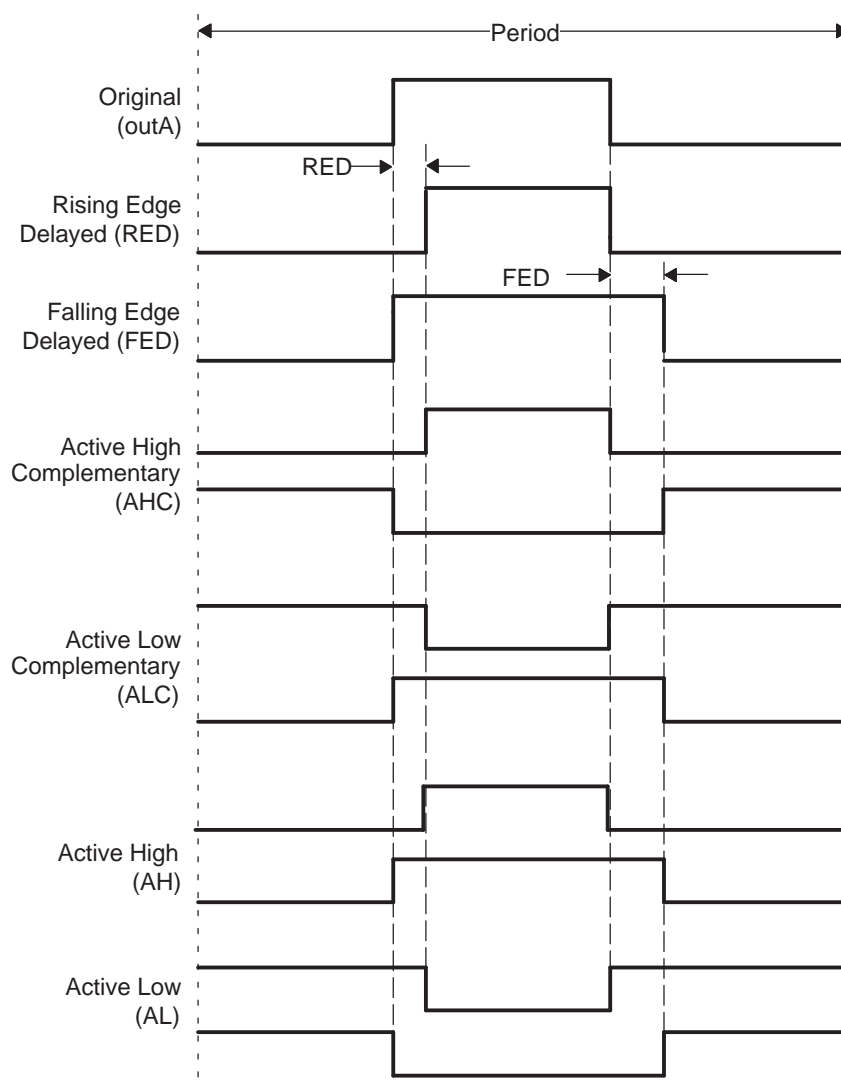 Period
Original
(outA)
RED
Rising Edge
Delayed (RED)
FED
Falling Edge
Delayed (FED)
Active High
Complementary
(AHC)
Active Low
Complementary
(ALC)
Active High
(AH)
Active Low
(AL)